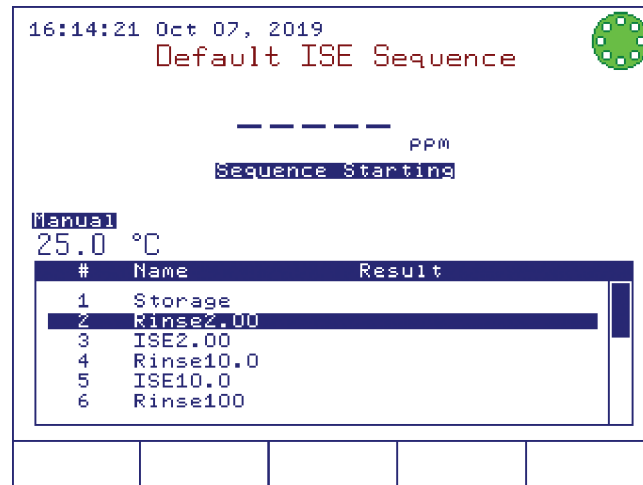 16:14:21 Oct 07, 2019
Default ISE Sequence
– – – – –
ppm
Sequence Starting
Manual
25.0 °C
# Name Result
1 Storage
2 Rinse2.00
3 ISE2.00
4 Rinse10.0
5 ISE10.0
6 Rinse100